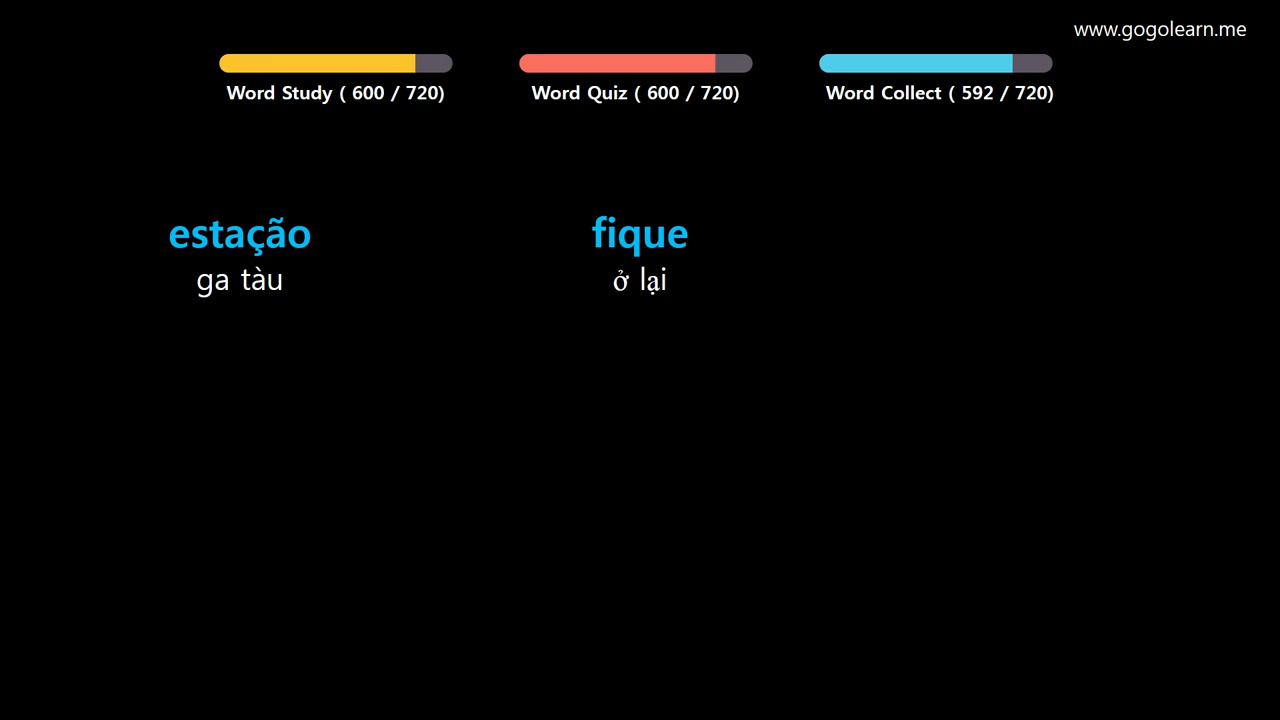 www.gogolearn.me
Word Study ( 600 / 720)
Word Quiz ( 600 / 720)
Word Collect ( 592 / 720)
estação
ga tàu
fique
ở lại